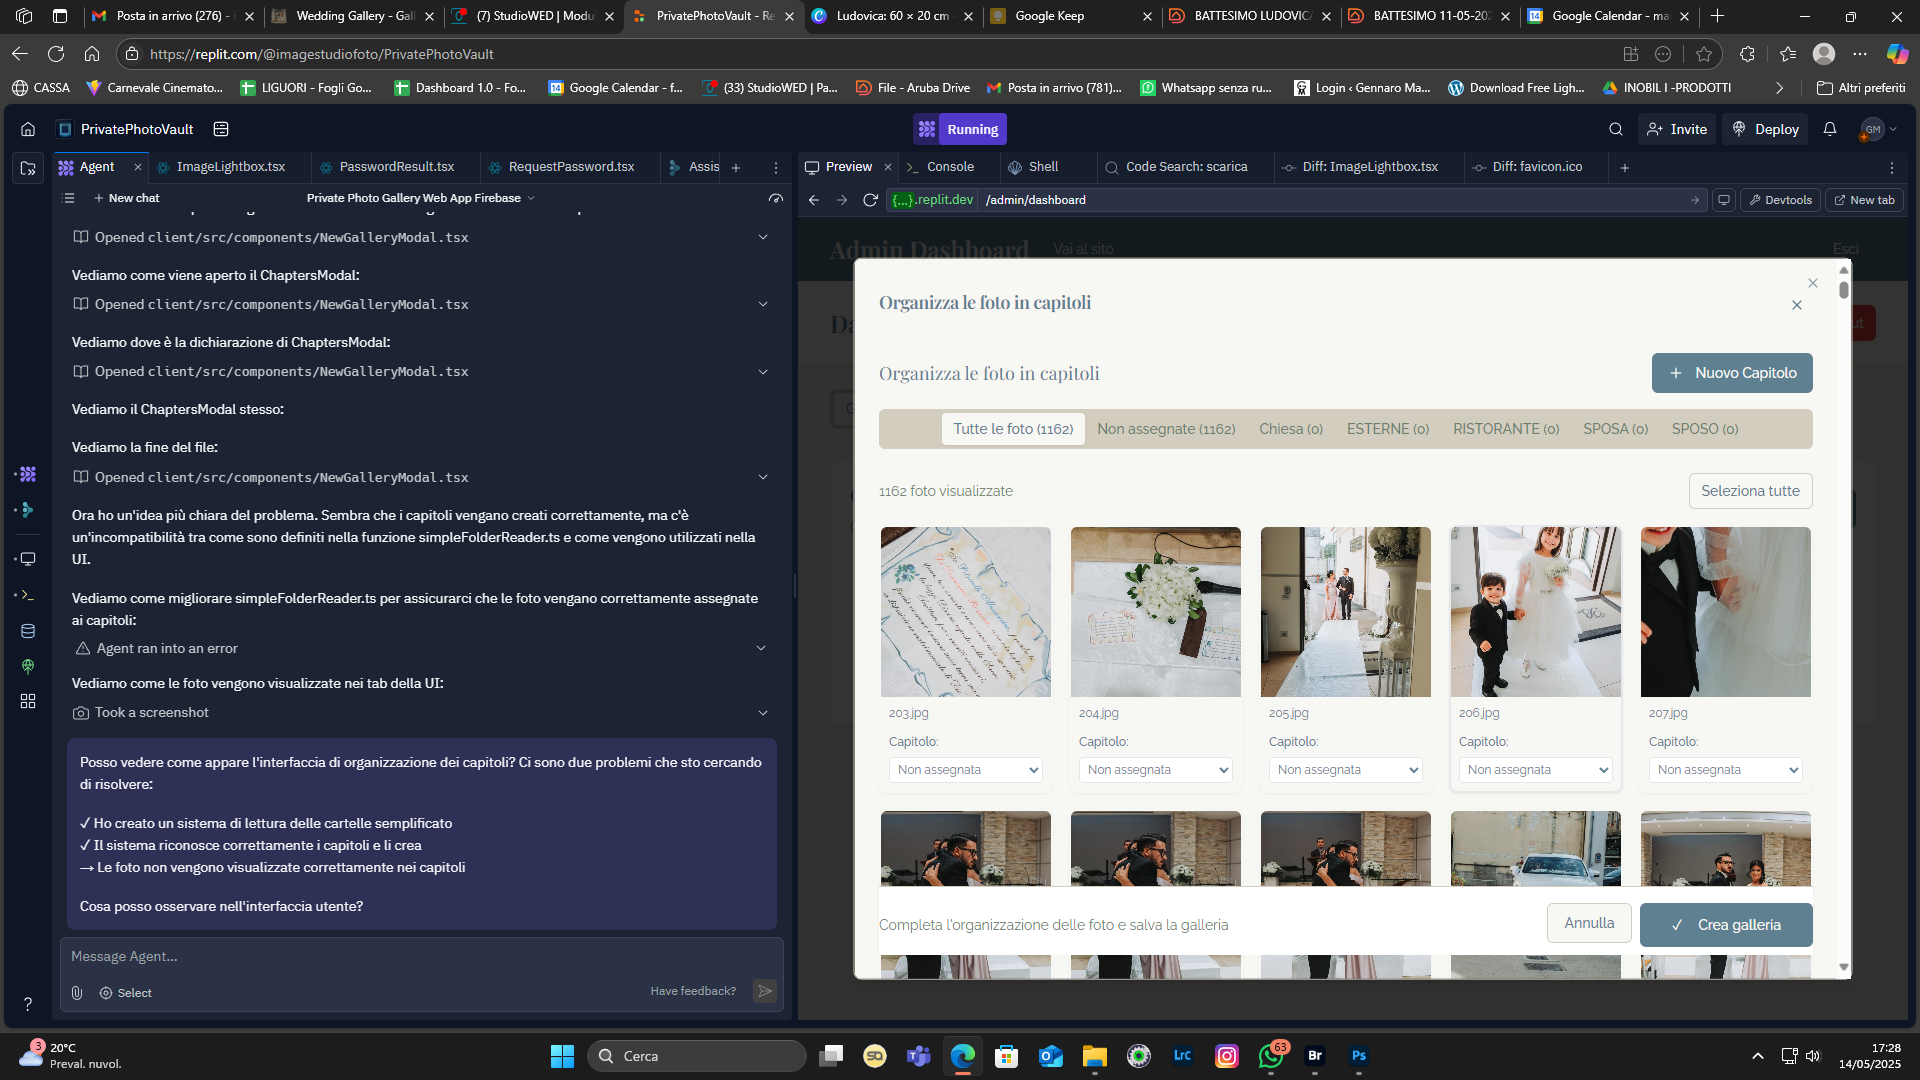 Posta in arrivo (276) -
Wedding Gallery - Gal
(7) StudioWED | Modu
PrivatePhotoVault - Re
Ludovica: 60 × 20 cm
Google Keep
BATTESIMO LUDOVICA
BATTESIMO 11-05-202
Google Calendar - ma
https://replit.com/@imagestudiofoto/PrivatePhotoVault
CASSA
Carnevale Cinemato...
LIGUORI - Fogli Go...
Dashboard 1.0 - Fo...
Google Calendar - f...
(33) StudioWED | Pa...
File - Aruba Drive
Posta in arrivo (781)...
Whatsapp senza ru...
Login ‹ Gennaro Ma...
Download Free Ligh...
INOBIL I -PRODOTTI
Altri preferiti
PrivatePhotoVault
Running
Invite
Deploy
GM
Agent
ImageLightbox.tsx
PasswordResult.tsx
RequestPassword.tsx
Assis
Preview
Console
Shell
Code Search: scarica
Diff: ImageLightbox.tsx
Diff: favicon.ico
New chat
Private Photo Gallery Web App Firebase
{...}.replit.dev
/admin/dashboard
Devtools
New tab
Opened client/src/components/NewGalleryModal.tsx
Vediamo come viene aperto il ChaptersModal:
Opened client/src/components/NewGalleryModal.tsx
Vediamo dove è la dichiarazione di ChaptersModal:
Opened client/src/components/NewGalleryModal.tsx
Vediamo il ChaptersModal stesso:
Vediamo la fine del file:
Opened client/src/components/NewGalleryModal.tsx
Ora ho un'idea più chiara del problema. Sembra che i capitoli vengano creati correttamente, ma c'è
un'incompatibilità tra come sono definiti nella funzione simpleFolderReader.ts e come vengono utilizzati nella
UI.
Vediamo come migliorare simpleFolderReader.ts per assicurarci che le foto vengano correttamente assegnate
ai capitoli:
Agent ran into an error
Vediamo come le foto vengono visualizzate nei tab della UI:
Took a screenshot
Posso vedere come appare l'interfaccia di organizzazione dei capitoli? Ci sono due problemi che sto cercando
di risolvere:
✓ Ho creato un sistema di lettura delle cartelle semplificato
✓ Il sistema riconosce correttamente i capitoli e li crea
→ Le foto non vengono visualizzate correttamente nei capitoli
Cosa posso osservare nell'interfaccia utente?
Message Agent...
Select
Have feedback?
Admin Dashboard
Vai al sito
Esci
Da
ut
Organizza le foto in capitoli
Organizza le foto in capitoli
+ Nuovo Capitolo
Tutte le foto (1162)
Non assegnate (1162)
Chiesa (0)
ESTERNE (0)
RISTORANTE (0)
SPOSA (0)
SPOSO (0)
1162 foto visualizzate
Seleziona tutte
203.jpg
204.jpg
205.jpg
206.jpg
207.jpg
Capitolo:
Capitolo:
Capitolo:
Capitolo:
Capitolo:
Non assegnata
Non assegnata
Non assegnata
Non assegnata
Non assegnata
Completa l'organizzazione delle foto e salva la galleria
Annulla
✓ Crea galleria
3
20°C
Preval. nuvol.
Cerca
SQ
LrC
63
Br
Ps
17:28
14/05/2025